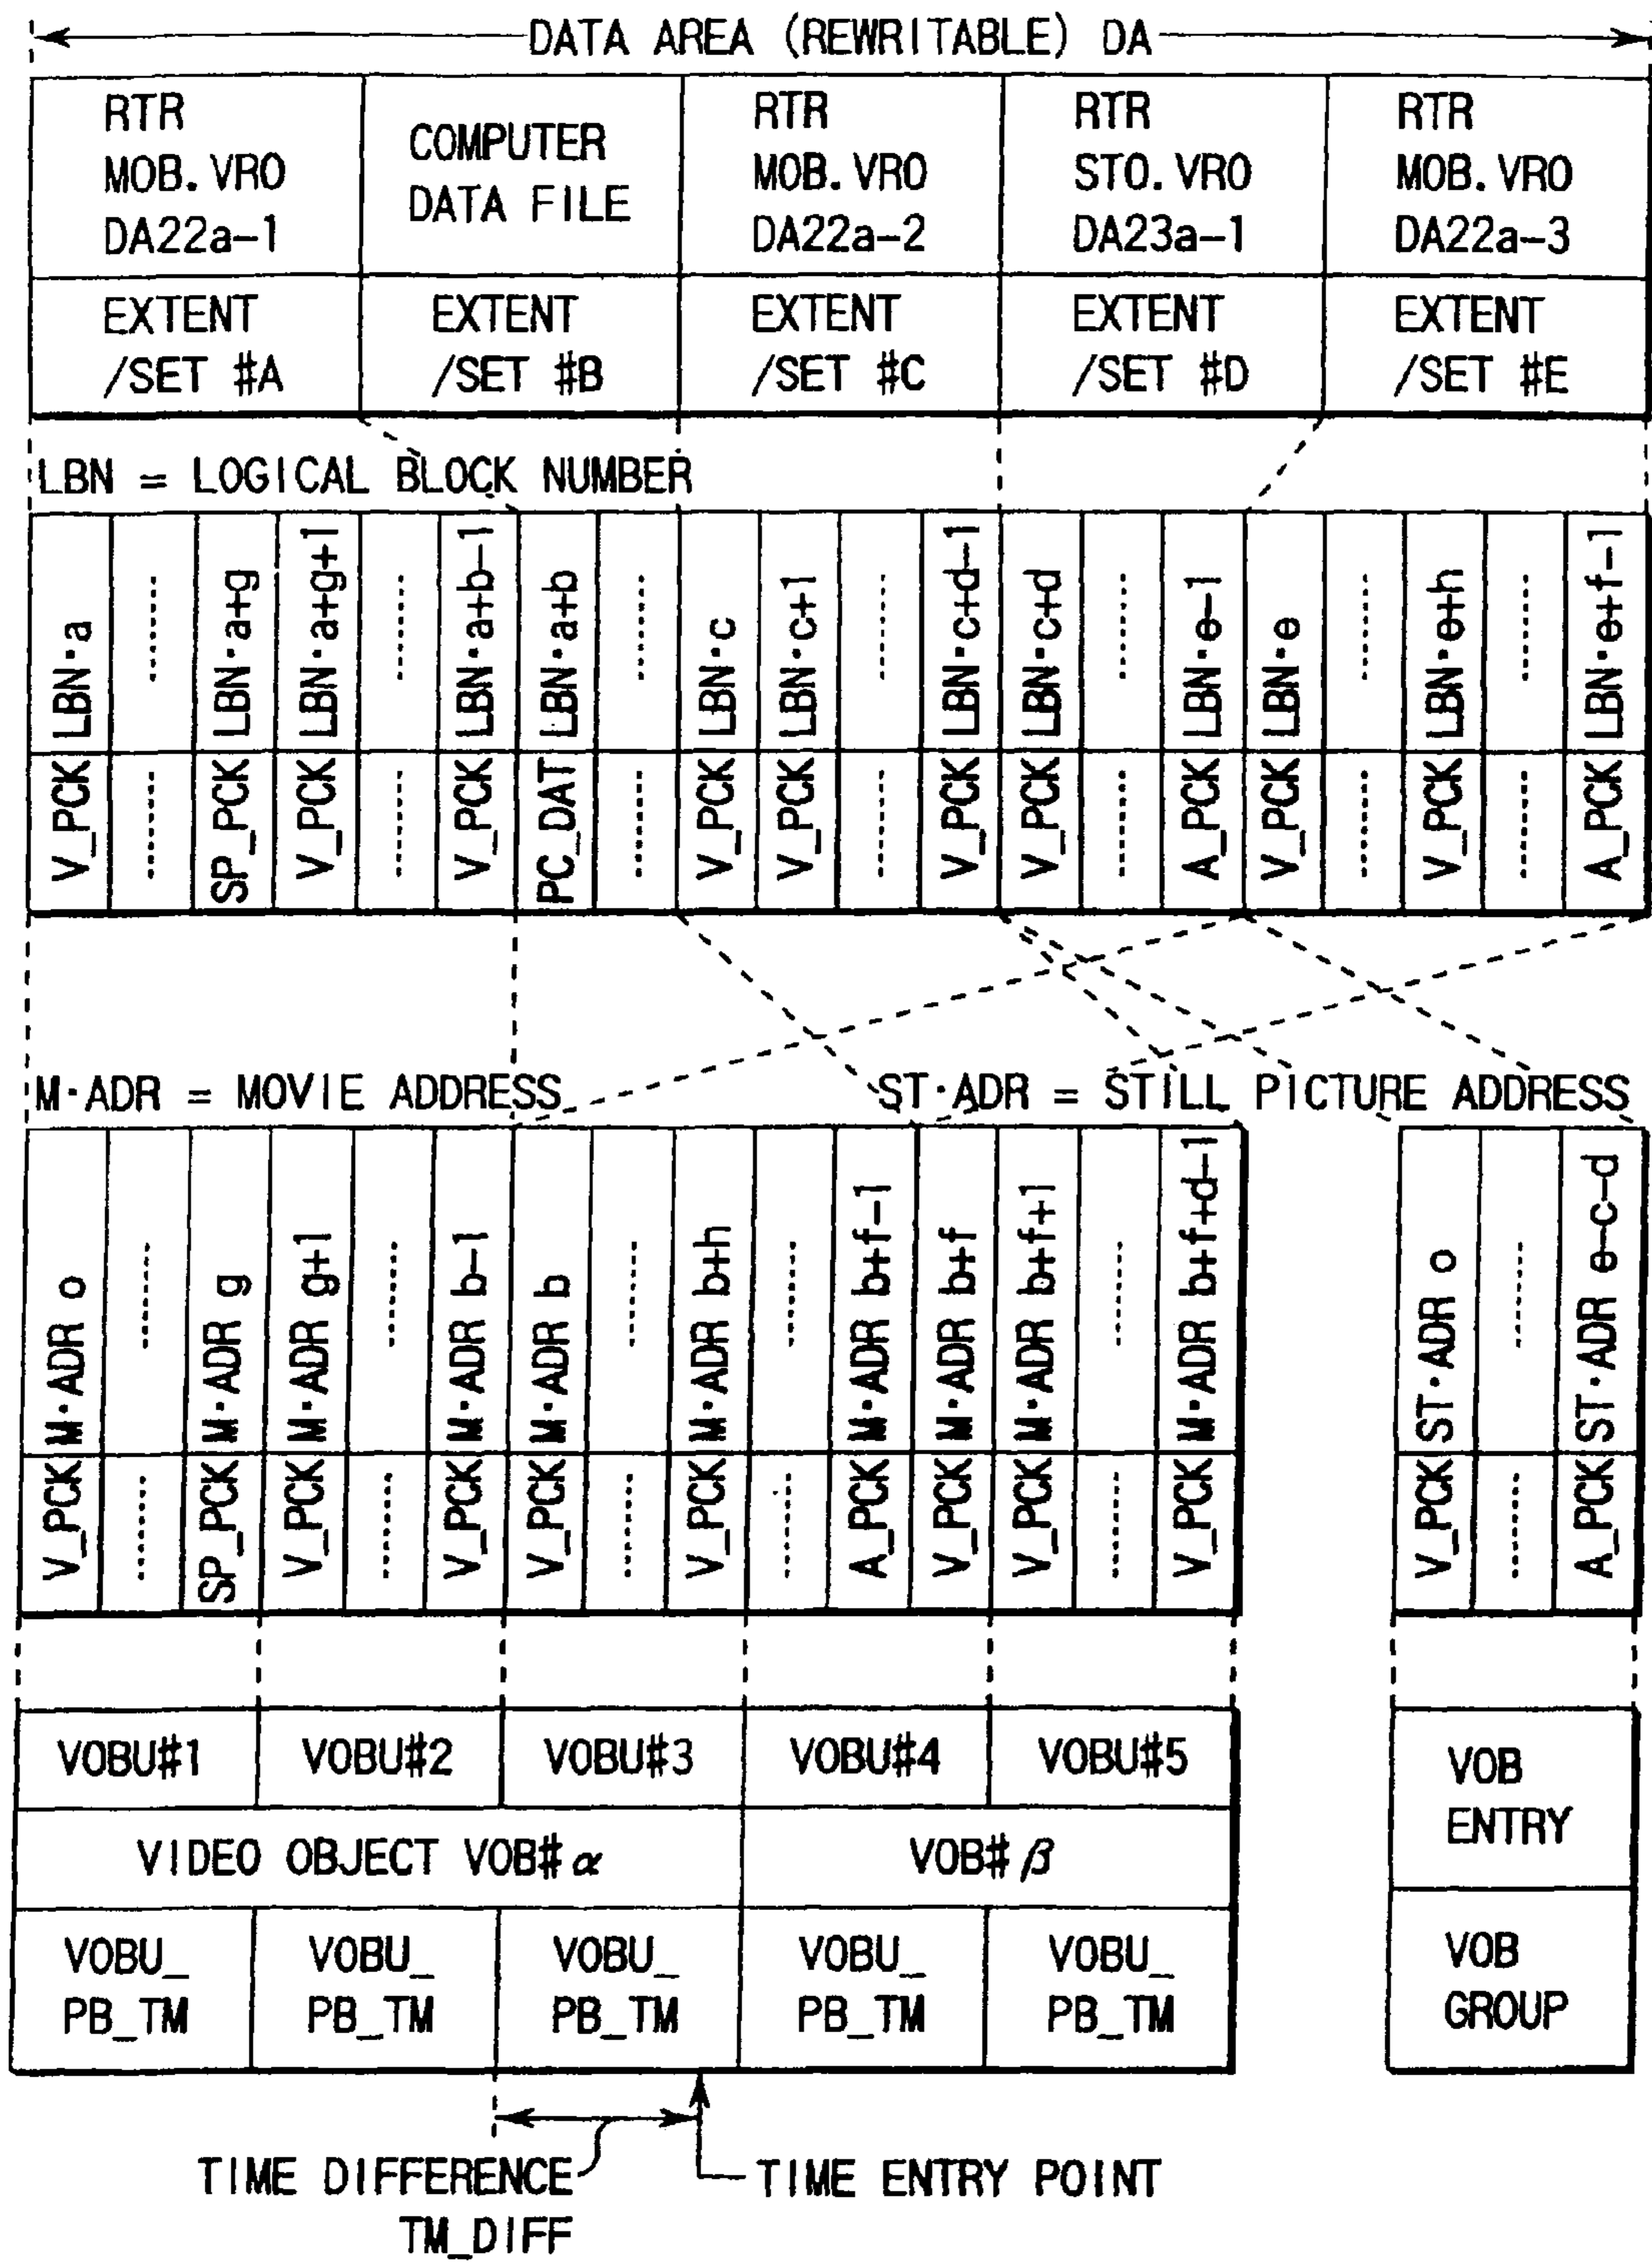 DATA AREA (REWRITABLE) DA
RTR
MOB.VRO
DA22a-1
COMPUTER
DATA FILE
RTR
MOB.VRO
DA22a-2
RTR
STO.VRO
DA23a-1
RTR
MOB.VRO
DA22a-3
EXTENT
/SET #A
EXTENT
/SET #B
EXTENT
/SET #C
EXTENT
/SET #D
EXTENT
/SET #E
LBN = LOGICAL BLOCK NUMBER
V_PCK LBN·a
SP_PCK LBN·a+g
V_PCK LBN·a+g+1
V_PCK LBN·a+b-1
PC_DAT LBN·a+b
V_PCK LBN·c
V_PCK LBN·c+1
V_PCK LBN·c+d-1
V_PCK LBN·c+d
A_PCK LBN·e-1
V_PCK LBN·e
V_PCK LBN·e+h
A_PCK LBN·e+f-1
M·ADR = MOVIE ADDRESS
ST·ADR = STILL PICTURE ADDRESS
V_PCK M·ADR o
SP_PCK M·ADR g
V_PCK M·ADR g+1
V_PCK M·ADR b-1
V_PCK M·ADR b
V_PCK M·ADR b+h
A_PCK M·ADR b+f-1
V_PCK M·ADR b+f
V_PCK M·ADR b+f+1
V_PCK M·ADR b+f+d-1
V_PCK ST·ADR o
A_PCK ST·ADR e-c-d
VOBU#1
VOBU#2
VOBU#3
VOBU#4
VOBU#5
VOB
ENTRY
VIDEO OBJECT VOB#α
VOB#β
VOBU_
PB_TM
VOBU_
PB_TM
VOBU_
PB_TM
VOBU_
PB_TM
VOBU_
PB_TM
VOB
GROUP
TIME DIFFERENCE
TM_DIFF
TIME ENTRY POINT